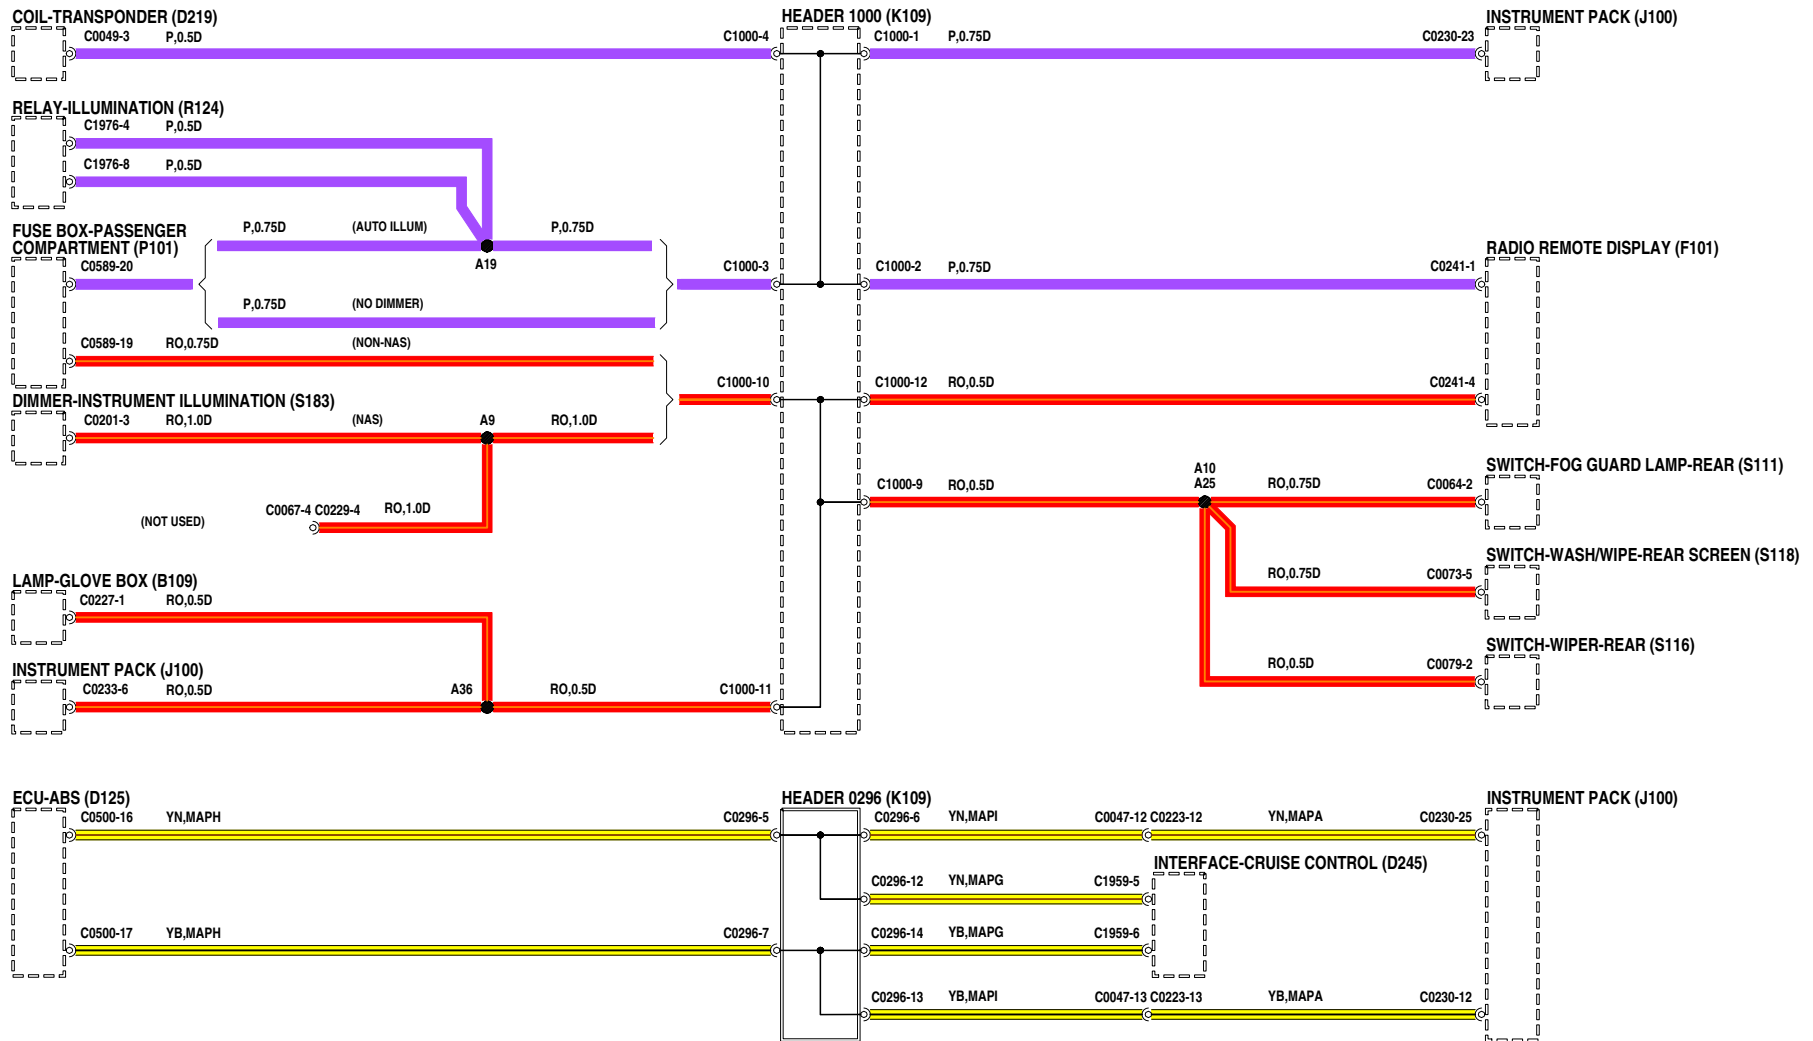 COIL-TRANSPONDER (D219)
HEADER 1000 (K109)
INSTRUMENT PACK (J100)
C0049-3 P,0.5D
C1000-4
C1000-1 P,0.75D
C0230-23
RELAY-ILLUMINATION (R124)
C1976-4 P,0.5D
C1976-8 P,0.5D
FUSE BOX-PASSENGER
COMPARTMENT (P101)
P,0.75D (AUTO ILLUM) P,0.75D
RADIO REMOTE DISPLAY (F101)
C0589-20
A19
C1000-3
C1000-2 P,0.75D
C0241-1
P,0.75D (NO DIMMER)
C0589-19 RO,0.75D (NON-NAS)
C1000-10
C1000-12 RO,0.5D
C0241-4
DIMMER-INSTRUMENT ILLUMINATION (S183)
C0201-3 RO,1.0D (NAS) A9 RO,1.0D
A10
A25
SWITCH-FOG GUARD LAMP-REAR (S111)
C1000-9 RO,0.5D
RO,0.75D C0064-2
(NOT USED)
C0067-4 C0229-4 RO,1.0D
SWITCH-WASH/WIPE-REAR SCREEN (S118)
RO,0.75D C0073-5
LAMP-GLOVE BOX (B109)
C0227-1 RO,0.5D
SWITCH-WIPER-REAR (S116)
RO,0.5D C0079-2
INSTRUMENT PACK (J100)
C0233-6 RO,0.5D A36 RO,0.5D C1000-11
ECU-ABS (D125)
HEADER 0296 (K109)
INSTRUMENT PACK (J100)
C0500-16 YN,MAPH C0296-5
C0296-6 YN,MAPI C0047-12 C0223-12 YN,MAPA C0230-25
INTERFACE-CRUISE CONTROL (D245)
C0296-12 YN,MAPG C1959-5
C0500-17 YB,MAPH C0296-7
C0296-14 YB,MAPG C1959-6
C0296-13 YB,MAPI C0047-13 C0223-13 YB,MAPA C0230-12